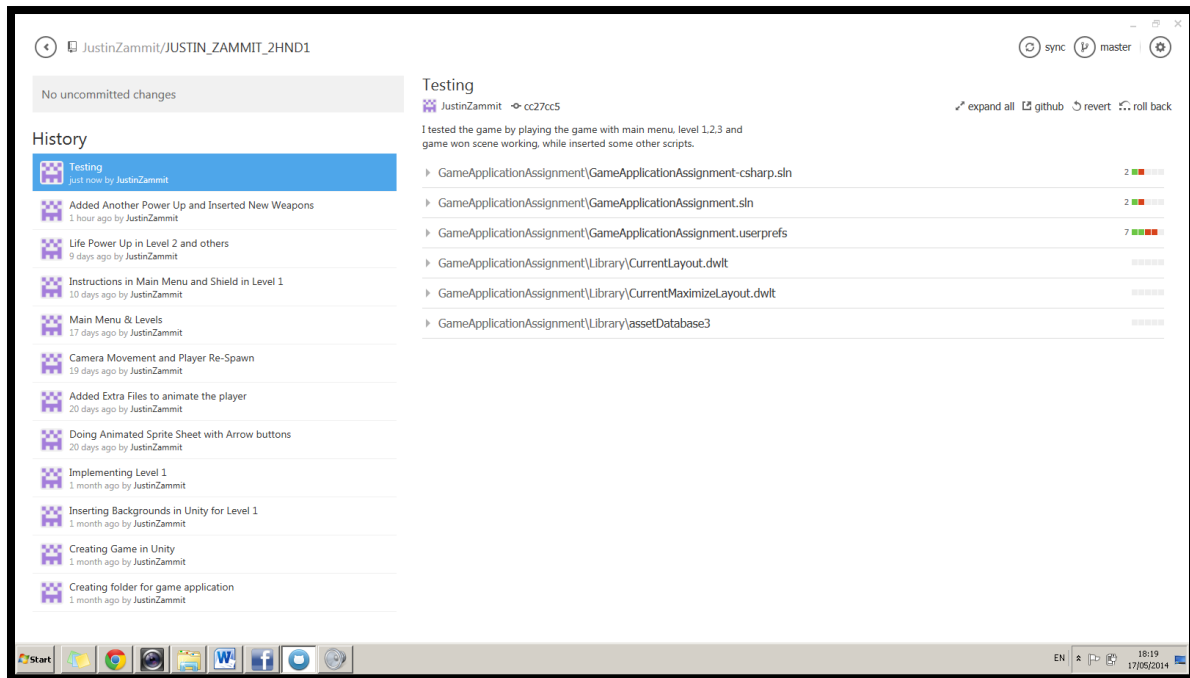 JustinZammit/JUSTIN_ZAMMIT_2HND1
sync
master
No uncommitted changes
History
Testing
just now by JustinZammit
Added Another Power Up and Inserted New Weapons
1 hour ago by JustinZammit
Life Power Up in Level 2 and others
9 days ago by JustinZammit
Instructions in Main Menu and Shield in Level 1
10 days ago by JustinZammit
Main Menu & Levels
17 days ago by JustinZammit
Camera Movement and Player Re-Spawn
19 days ago by JustinZammit
Added Extra Files to animate the player
20 days ago by JustinZammit
Doing Animated Sprite Sheet with Arrow buttons
20 days ago by JustinZammit
Implementing Level 1
1 month ago by JustinZammit
Inserting Backgrounds in Unity for Level 1
1 month ago by JustinZammit
Creating Game in Unity
1 month ago by JustinZammit
Creating folder for game application
1 month ago by JustinZammit
Testing
JustinZammit cc27cc5
expand all github revert roll back
I tested the game by playing the game with main menu, level 1,2,3 and
game won scene working, while inserted some other scripts.
GameApplicationAssignment\GameApplicationAssignment-csharp.sln 2
GameApplicationAssignment\GameApplicationAssignment.sln 2
GameApplicationAssignment\GameApplicationAssignment.userprefs 7
GameApplicationAssignment\Library\CurrentLayout.dwlt
GameApplicationAssignment\Library\CurrentMaximizeLayout.dwlt
GameApplicationAssignment\Library\assetDatabase3
Start
W
f
EN
18:19
17/05/2014